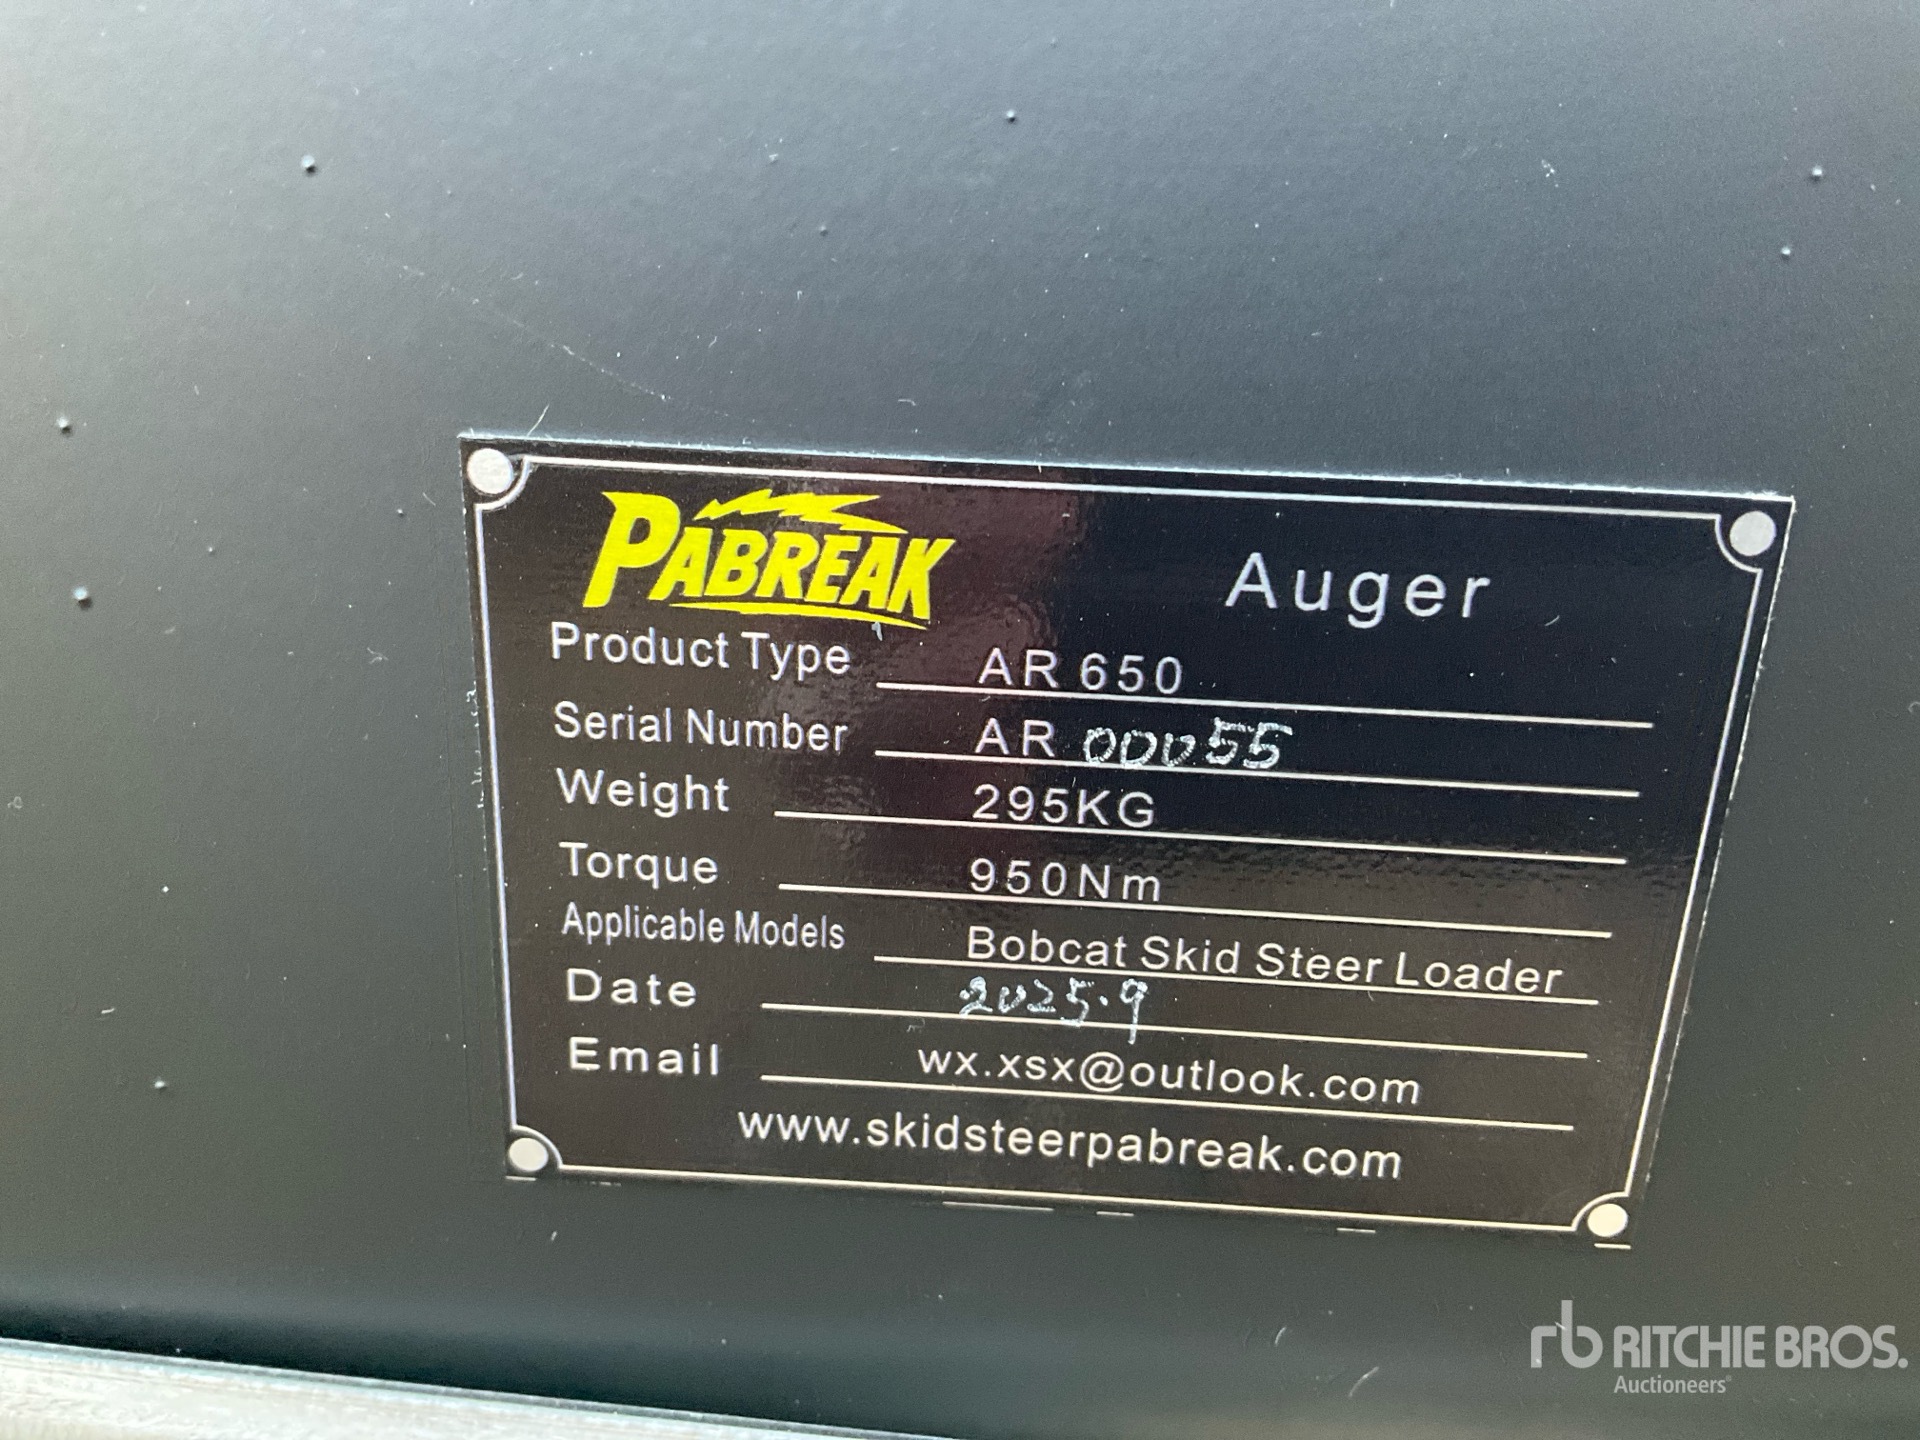 PABREAK
Auger
Product Type AR 650
Serial Number AR 00055
Weight 295KG
Torque 950Nm
Applicable Models Bobcat Skid Steer Loader
Date 2025.9
Email wx.xsx@outlook.com
www.skidsteerpabreak.com
rb RITCHIE BROS.
Auctioneers